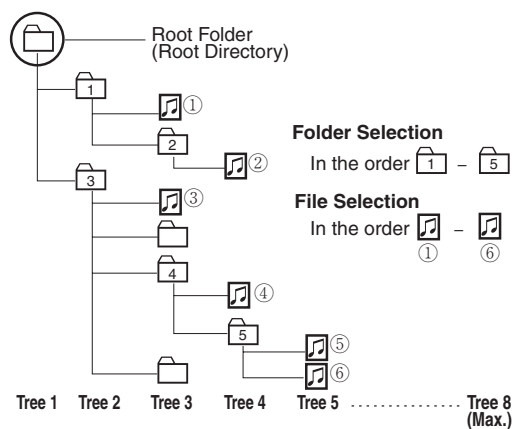 Root Folder
(Root Directory)
1
①
2
②
Folder Selection
In the order 1 – 5
3
③
File Selection
In the order –
① ⑥
4
④
5
⑤
⑥
Tree 1 Tree 2 Tree 3 Tree 4 Tree 5 ................ Tree 8
(Max.)